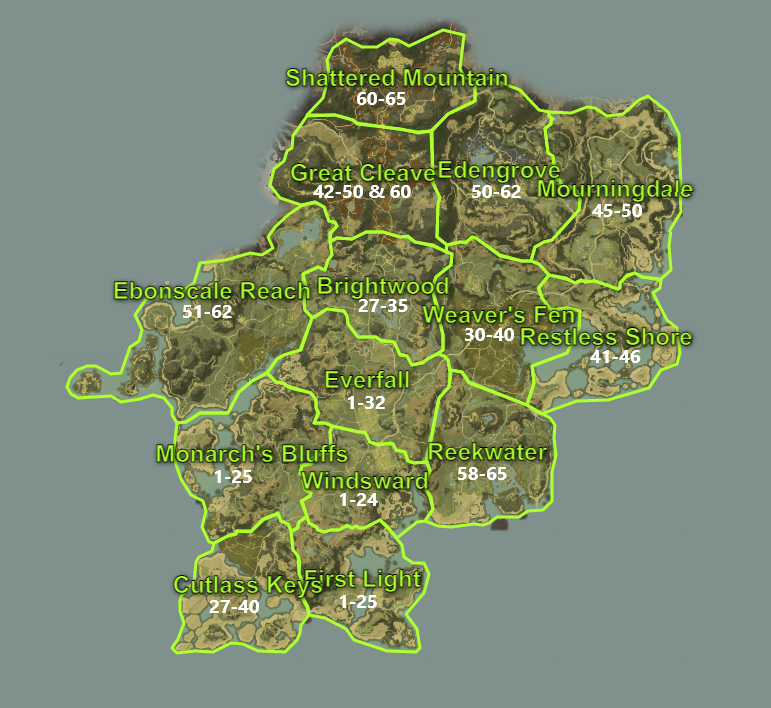 Shattered Mountain
60-65
Great Cleave
42-50 & 60
Edengrove
50-62
Mourningdale
45-50
Ebonscale Reach
51-62
Brightwood
27-35
Weaver's Fen
30-40
Restless Shore
41-46
Everfall
1-32
Monarch's Bluffs
1-25
Windsward
1-24
Reekwater
58-65
Cutlass Keys
27-40
First Light
1-25